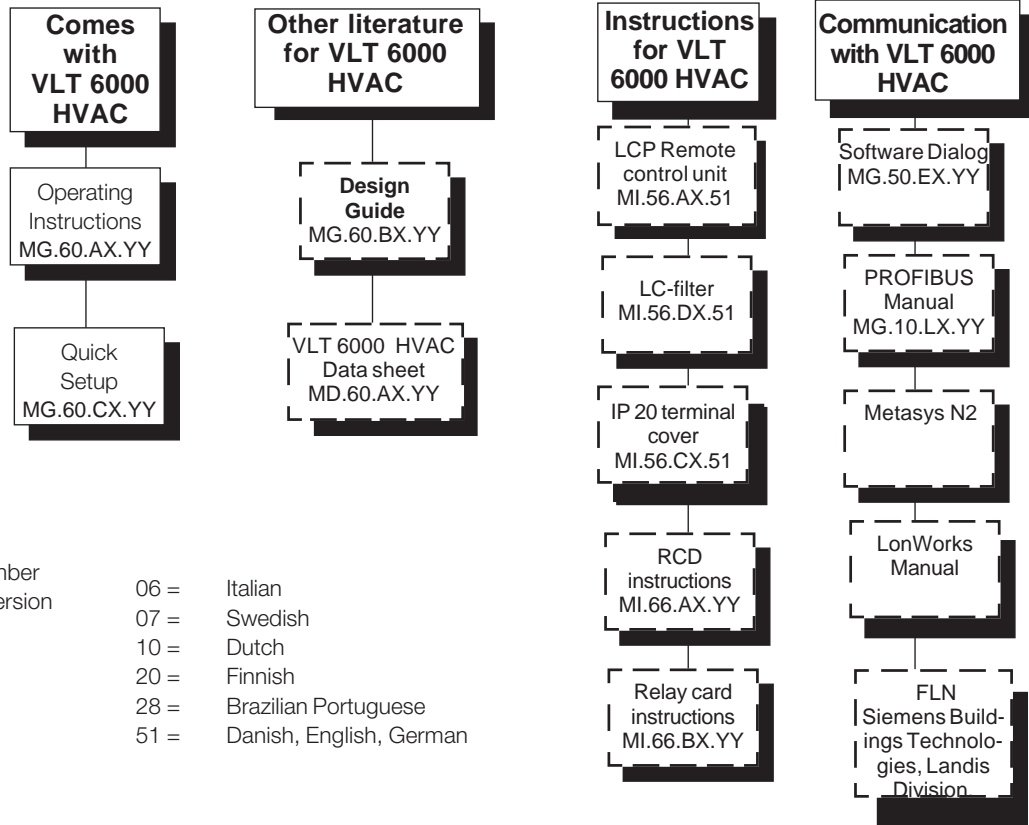 Comes
with
VLT 6000
HVAC
Operating
Instructions
MG.60.AX.YY
Quick
Setup
MG.60.CX.YY
Other literature
for VLT 6000
HVAC
Design
Guide
MG.60.BX.YY
VLT 6000 HVAC
Data sheet
MD.60.AX.YY
Instructions
for VLT
6000 HVAC
LCP Remote
control unit
MI.56.AX.51
LC-filter
MI.56.DX.51
IP 20 terminal
cover
MI.56.CX.51
RCD
instructions
MI.66.AX.YY
Relay card
instructions
MI.66.BX.YY
Communication
with VLT 6000
HVAC
Software Dialog
MG.50.EX.YY
PROFIBUS
Manual
MG.10.LX.YY
Metasys N2
LonWorks
Manual
FLN
Siemens Build-
ings Technolo-
gies, Landis
Division
06 = Italian
07 = Swedish
10 = Dutch
20 = Finnish
28 = Brazilian Portuguese
51 = Danish, English, German